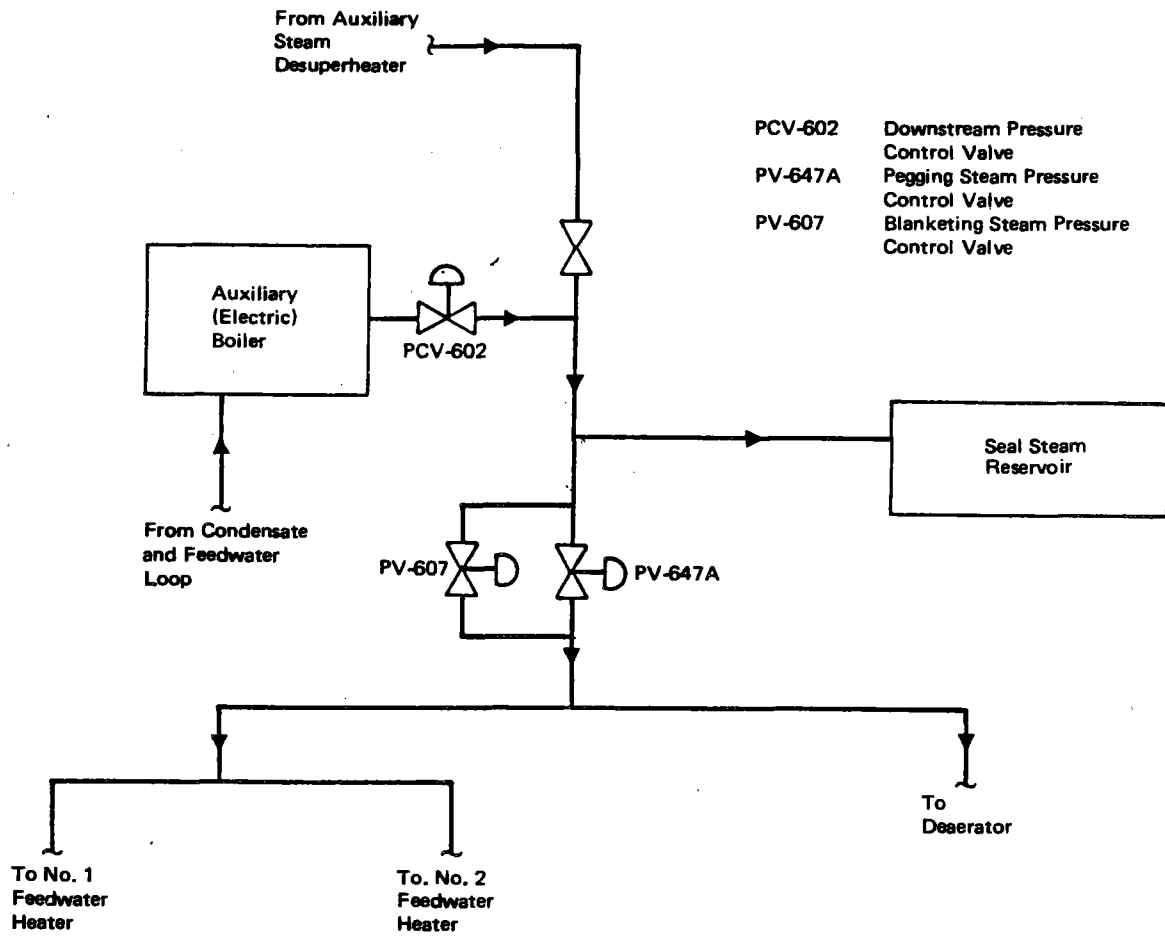 From Auxiliary
Steam
Desuperheater
PCV-602 Downstream Pressure
Control Valve
PV-647A Pegging Steam Pressure
Control Valve
PV-607 Blanketing Steam Pressure
Control Valve
Auxiliary
(Electric)
Boiler
PCV-602
Seal Steam
Reservoir
From Condensate
and Feedwater
Loop
PV-607
PV-647A
To
Deaerator
To No. 1
Feedwater
Heater
To. No. 2
Feedwater
Heater